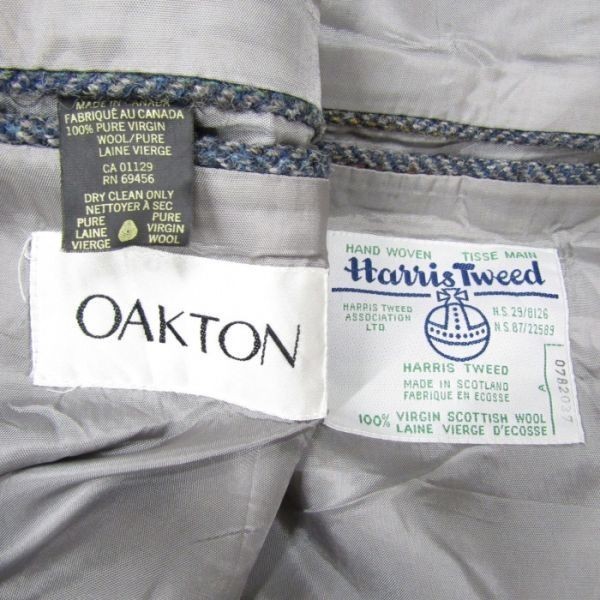 MADE IN CANADA
FABRIQUÉ AU CANADA
100% PURE VIRGIN
WOOL/PURE
LAINE VIERGE
CA 01129
RN 69456
DRY CLEAN ONLY
NETTOYER À SEC
PURE PURE
LAINE VIRGIN
VIERGE WOOL
OAKTON
HAND WOVEN TISSE MAIN
Harris Tweed
HARRIS TWEED
ASSOCIATION
LTD.
N.S. 29/8126
N.S. 87/22589
HARRIS TWEED
MADE IN SCOTLAND
FABRIQUE EN ECOSSE
100% VIRGIN SCOTTISH WOOL
LAINE VIERGE D'ECOSSE
A 0782037